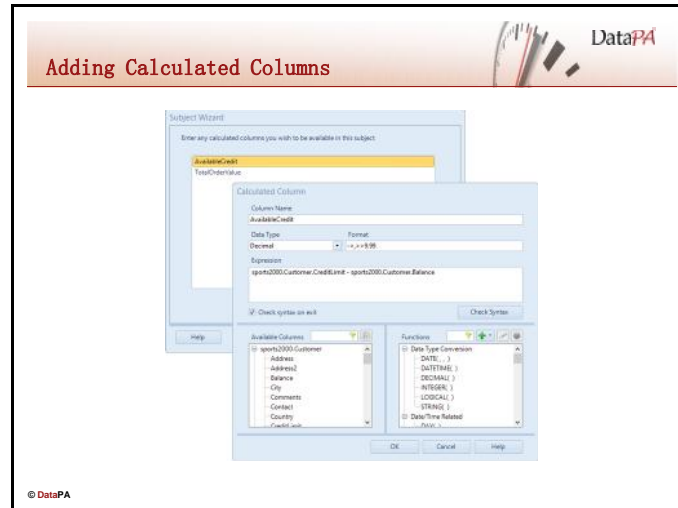 DataPA
Adding Calculated Columns
Subject Wizard
Enter any calculated columns you wish to be available in this subject
AvailableCredit
TotalOrderValue
Calculated Column
Column Name
AvailableCredit
Data Type Format
Decimal ->,>>9.99
Expression
sports2000.Customer.CreditLimit - sports2000.Customer.Balance
Check syntax on exit Check Syntax
Help
Available Columns Functions
sports2000.Customer Data Type Conversion
Address DATE( , , )
Address2 DATETIME( )
Balance DECIMAL( )
City INTEGER( )
Comments LOGICAL( )
Contact STRING( )
Country Date/Time Related
CreditLimit DAY( )
OK Cancel Help
© DataPA